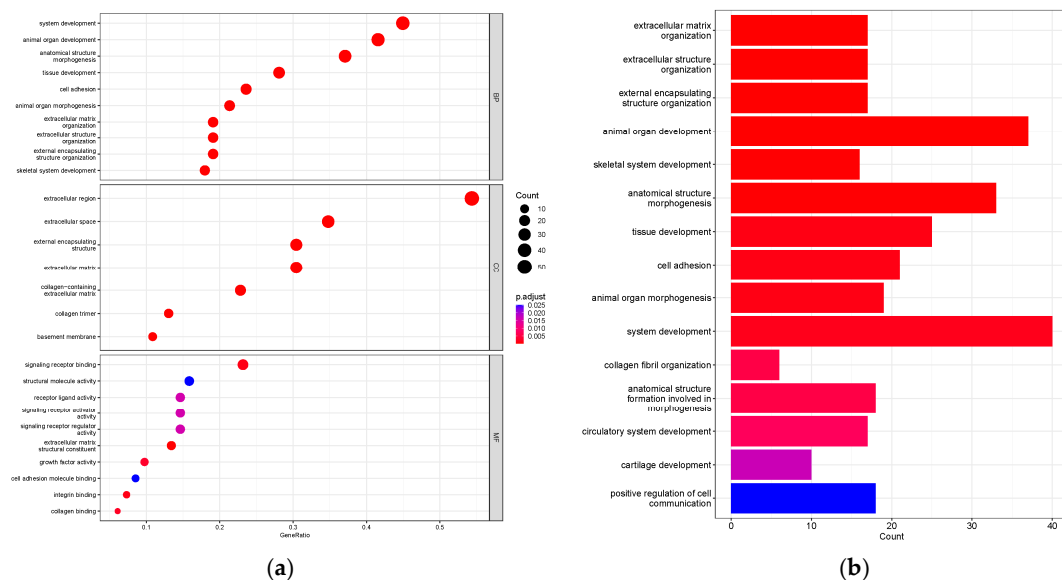 system development
animal organ development
anatomical structure
morphogenesis
tissue development
cell adhesion
animal organ morphogenesis
extracellular matrix
organization
extracellular structure
organization
external encapsulating
structure organization
skeletal system development
BP
extracellular region
extracellular space
external encapsulating
structure
extracellular matrix
collagen−containing
extracellular matrix
collagen trimer
basement membrane
CC
signaling receptor binding
structural molecule activity
receptor ligand activity
signaling receptor activator
activity
signaling receptor regulator
activity
extracellular matrix
structural constituent
growth factor activity
cell adhesion molecule binding
integrin binding
collagen binding
MF
0.1 0.2 0.3 0.4 0.5
GeneRatio
Count
10
20
30
40
50
p.adjust
0.025
0.020
0.015
0.010
0.005
(a)
extracellular matrix
organization
extracellular structure
organization
external encapsulating
structure organization
animal organ development
skeletal system development
anatomical structure
morphogenesis
tissue development
cell adhesion
animal organ morphogenesis
system development
collagen fibril organization
anatomical structure
formation involved in
morphogenesis
circulatory system development
cartilage development
positive regulation of cell
communication
0 10 20 30 40
Count
(b)